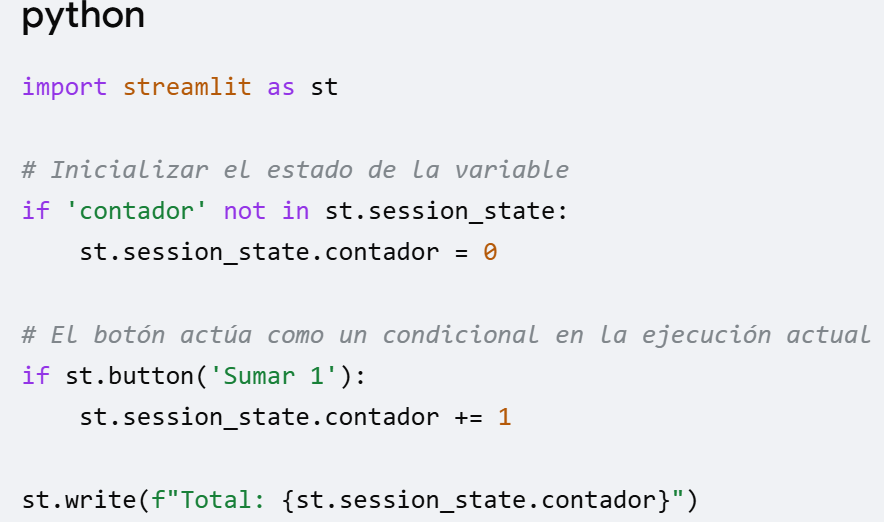 python
import streamlit as st
# Inicializar el estado de la variable
if 'contador' not in st.session_state:
    st.session_state.contador = 0
# El botón actúa como un condicional en la ejecución actual
if st.button('Sumar 1'):
    st.session_state.contador += 1
st.write(f"Total: {st.session_state.contador}")